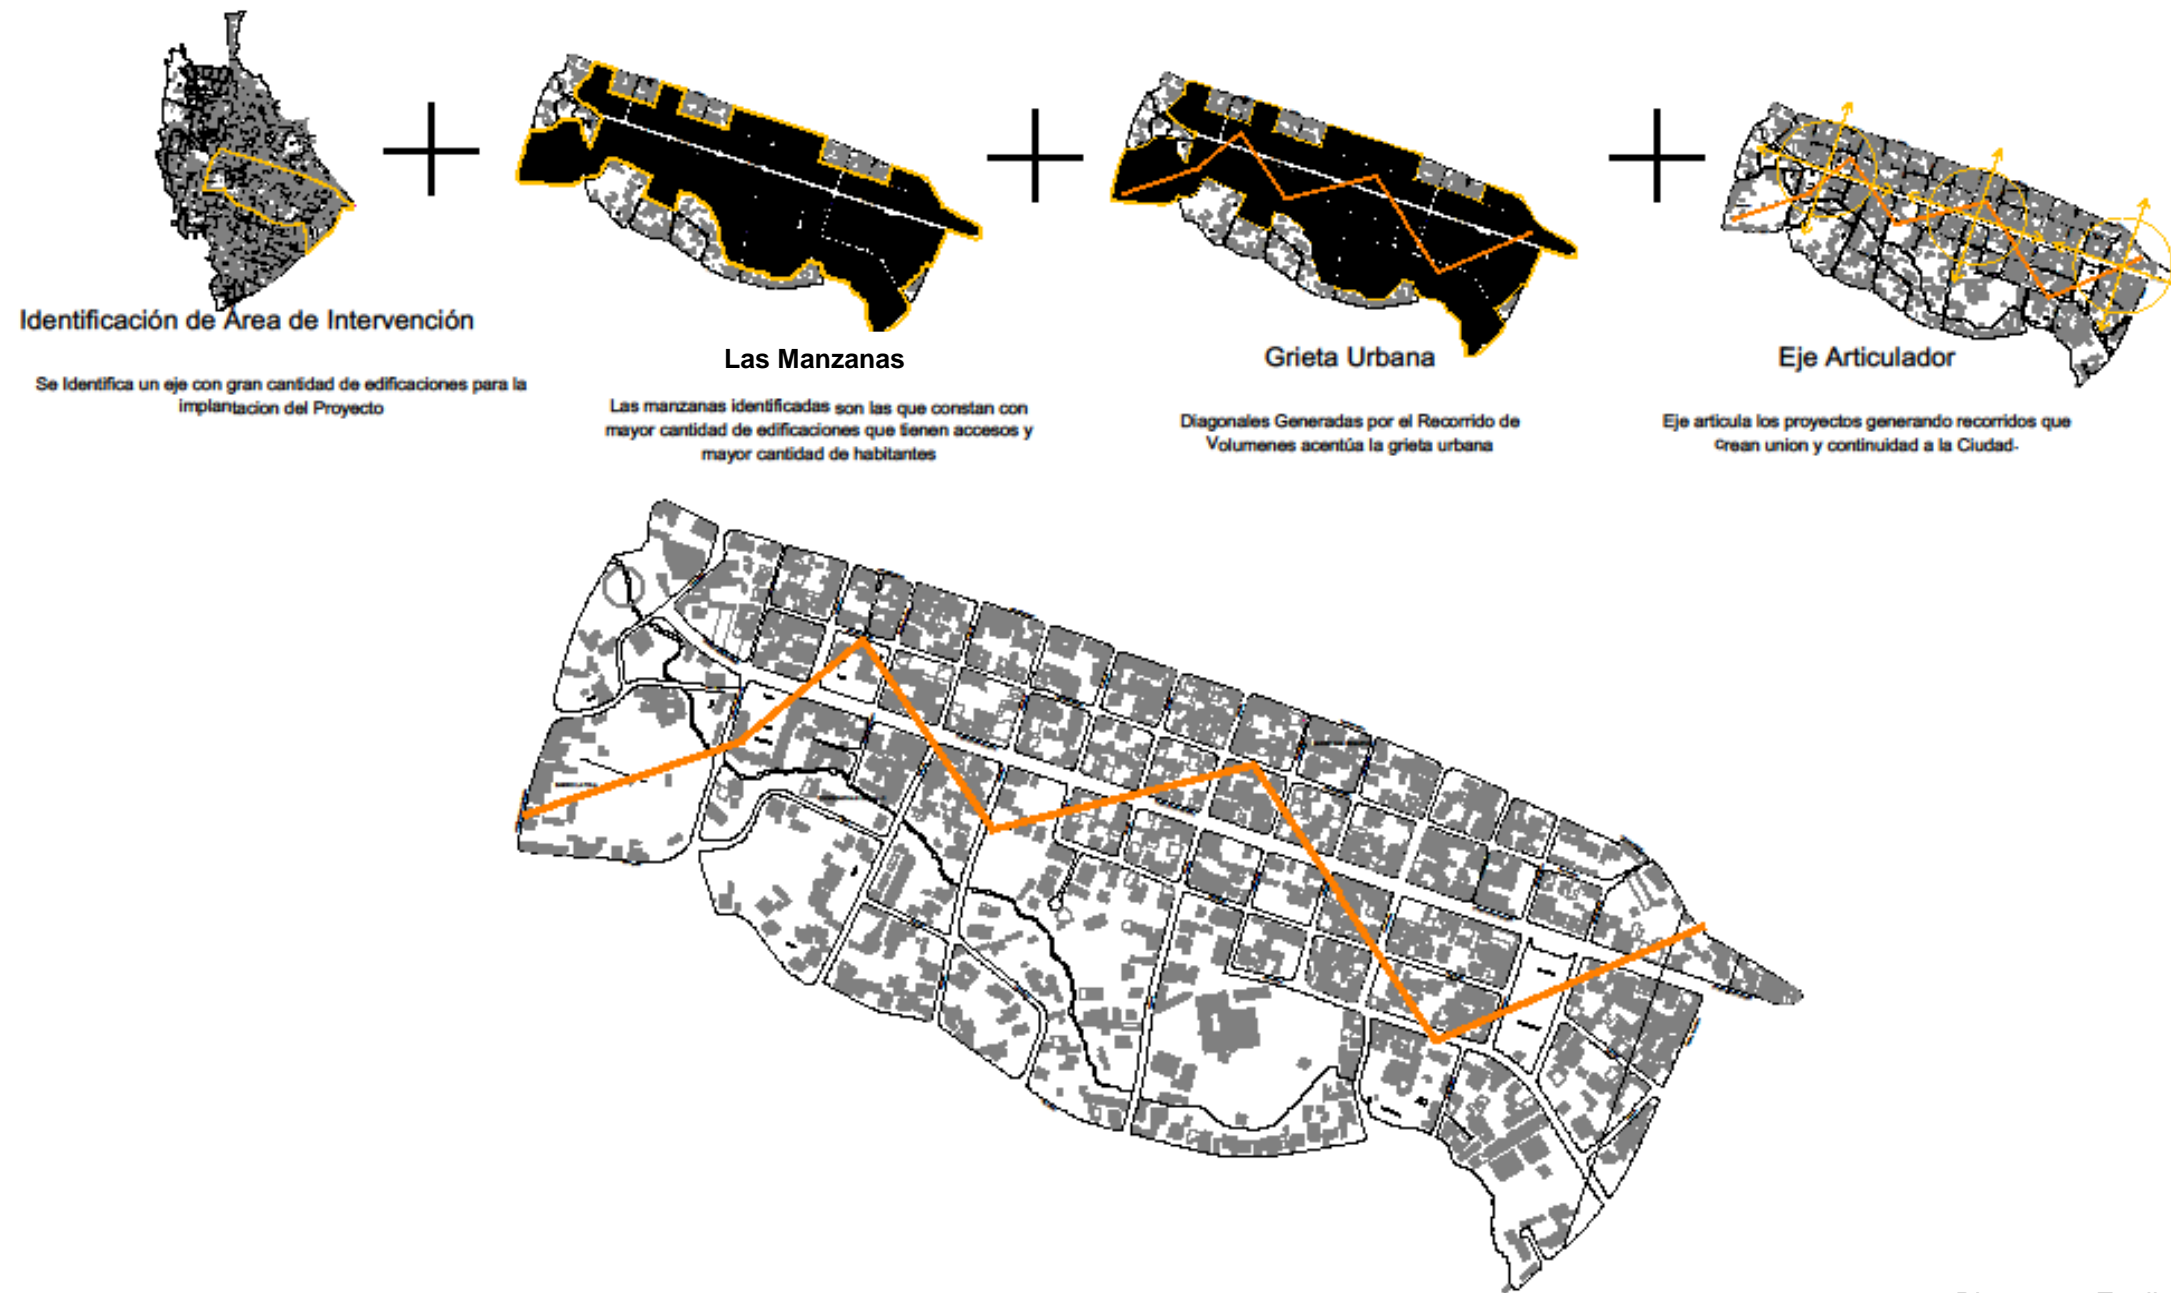 Identificación de Área de Intervención
Se Identifica un eje con gran cantidad de edificaciones para la
implantacion del Proyecto
Las Manzanas
Las manzanas identificadas son las que constan con
mayor cantidad de edificaciones que tienen accesos y
mayor cantidad de habitantes
Grieta Urbana
Diagonales Generadas por el Recorrido de
Volumenes acentúa la grieta urbana
Eje Articulador
Eje articula los proyectos generando recorridos que
crean union y continuidad a la Ciudad-